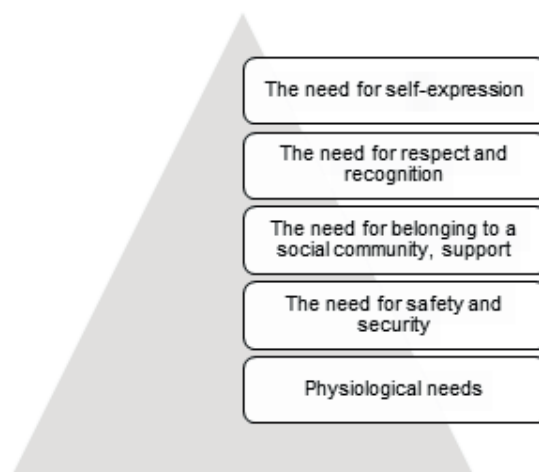 The need for self-expression
The need for respect and
recognition
The need for belonging to a
social community, support
The need for safety and
security
Physiological needs